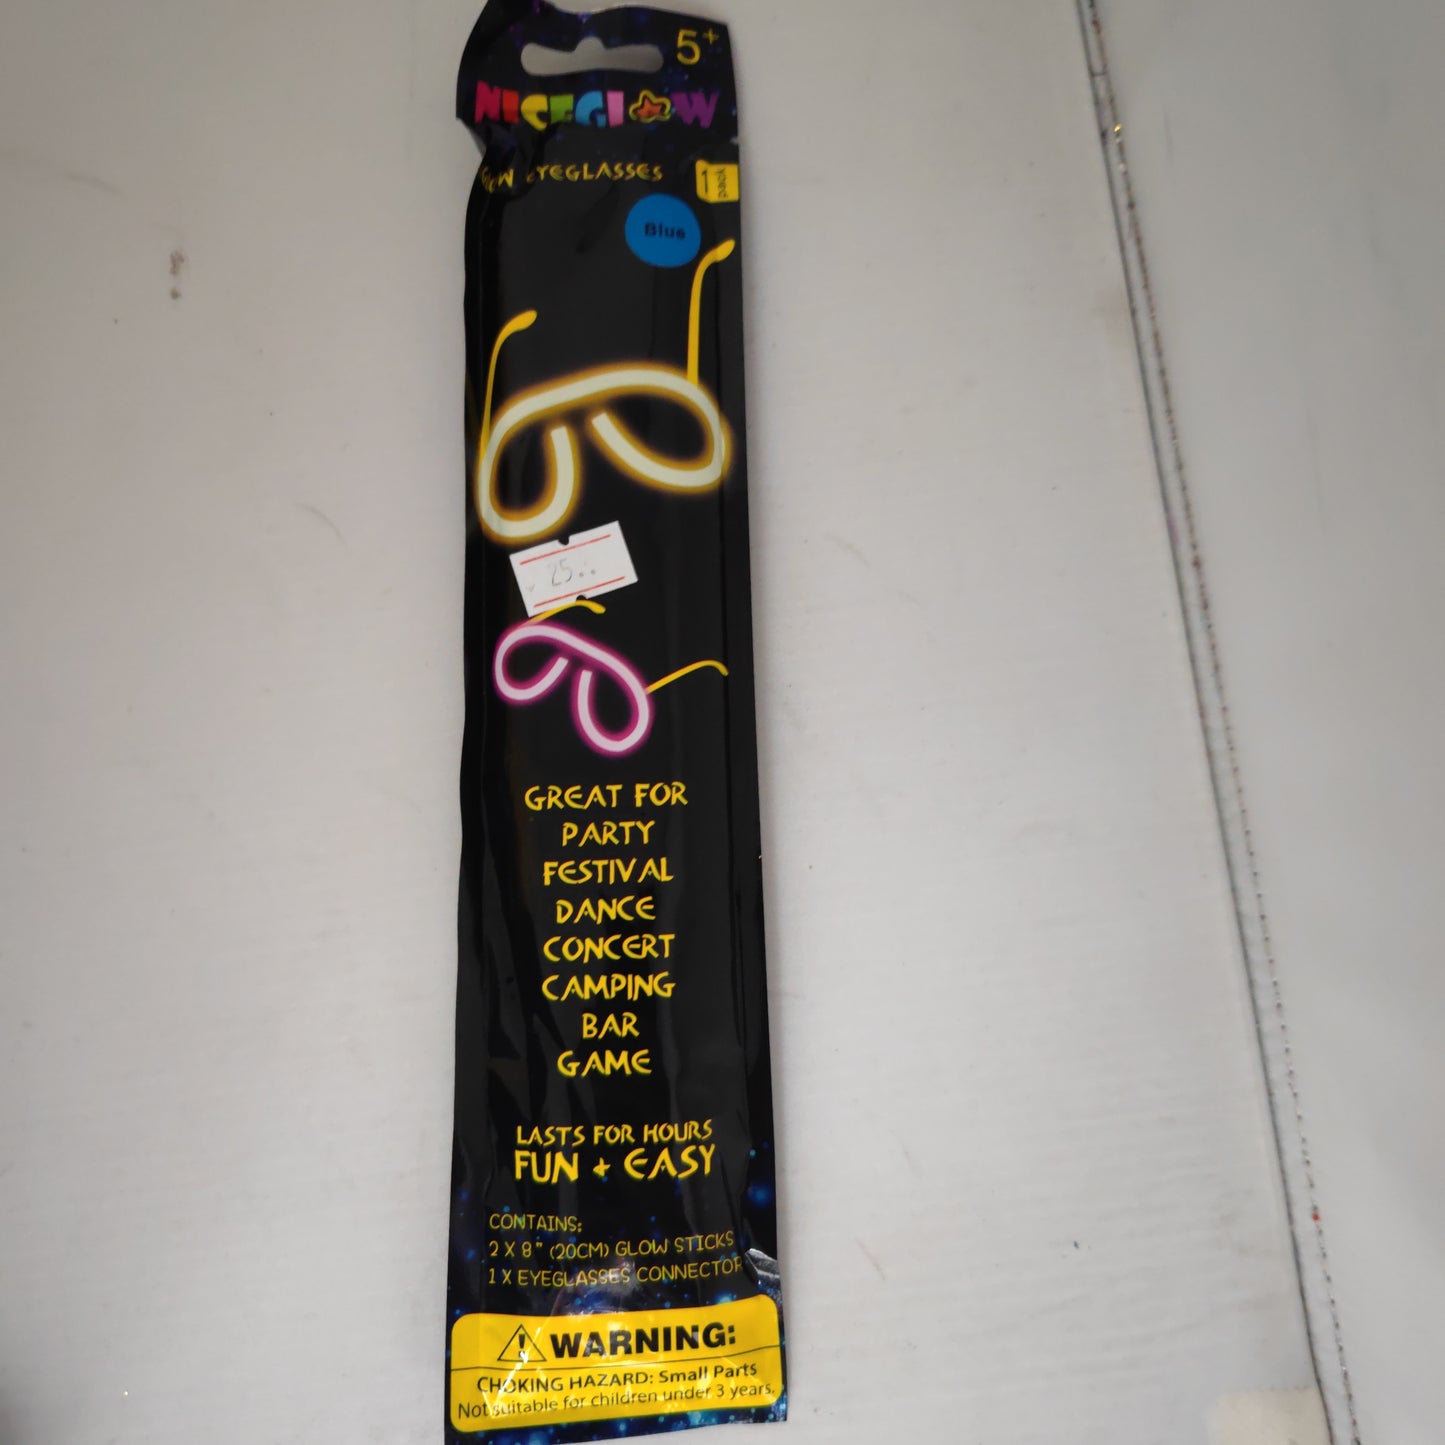 5+
NICEGLOW
GLOW EYEGLASSES
1 pack
Blue
25..
GREAT FOR
PARTY
FESTIVAL
DANCE
CONCERT
CAMPING
BAR
GAME
LASTS FOR HOURS
FUN + EASY
CONTAINS:
2 X 8" (20CM) GLOW STICKS
1 X EYEGLASSES CONNECTOR
WARNING:
CHOKING HAZARD: Small Parts
Not suitable for children under 3 years.